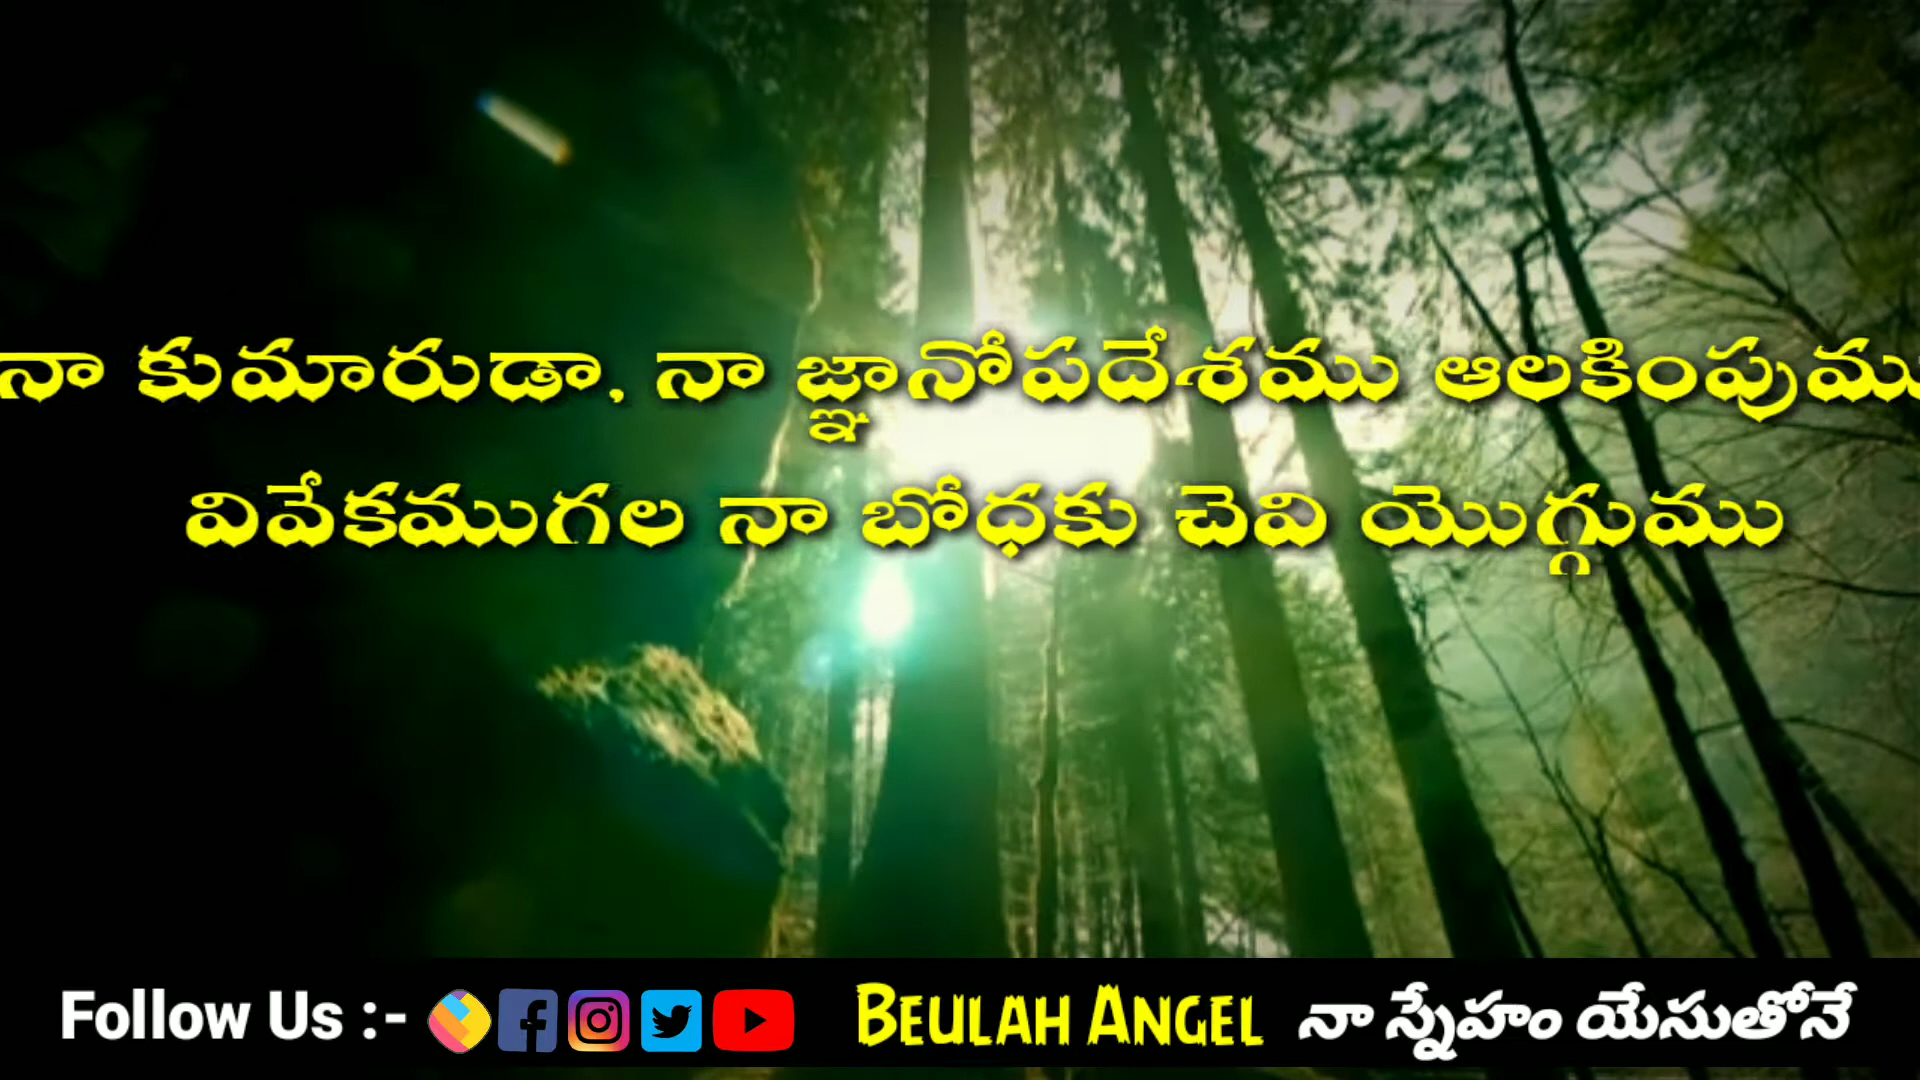 నా కుమారుడా, నా జ్ఞానోపదేశము ఆలకింపుము
వివేకముగల నా బోధకు చెవి యొగ్గుము
Follow Us :- BEULAH ANGEL నా స్నేహం యేసుతోనే